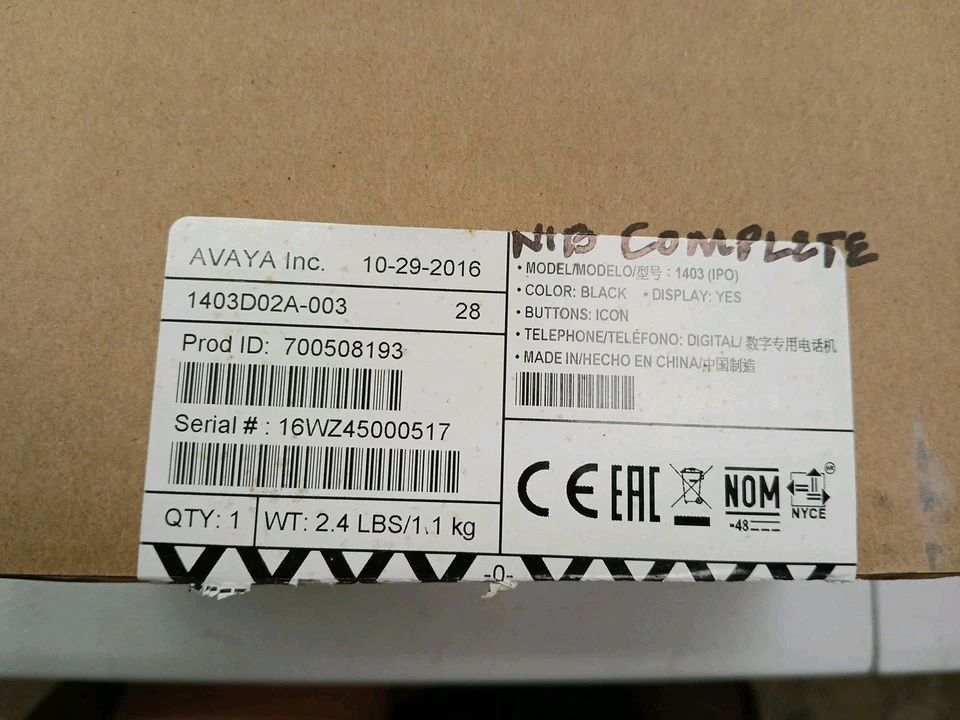 NIB COMPLETE
AVAYA Inc. 10-29-2016
1403D02A-003 28
Prod ID: 700508193
Serial # : 16WZ45000517
QTY: 1 WT: 2.4 LBS/1.1 kg
• MODEL/MODELO/型号 : 1403 (IPO)
• COLOR: BLACK • DISPLAY: YES
• BUTTONS: ICON
• TELEPHONE/TELÉFONO: DIGITAL/ 数字专用电话机
• MADE IN/HECHO EN CHINA/中国制造
CE EAC NOM NYCE
-48
-0-